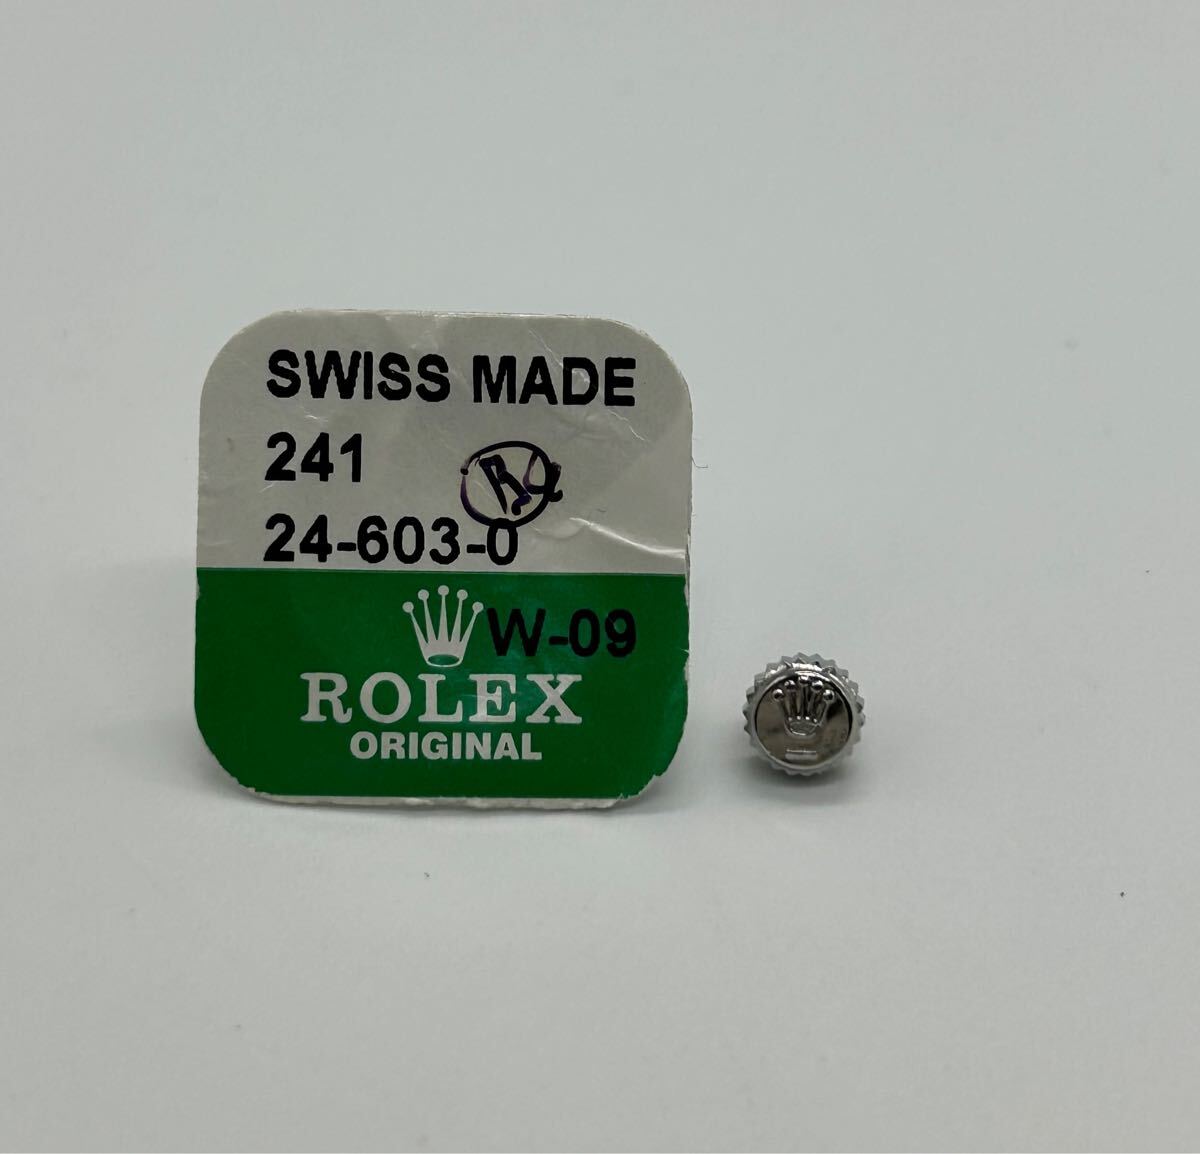 SWISS MADE
241
24-603-0
W-09
ROLEX
ORIGINAL